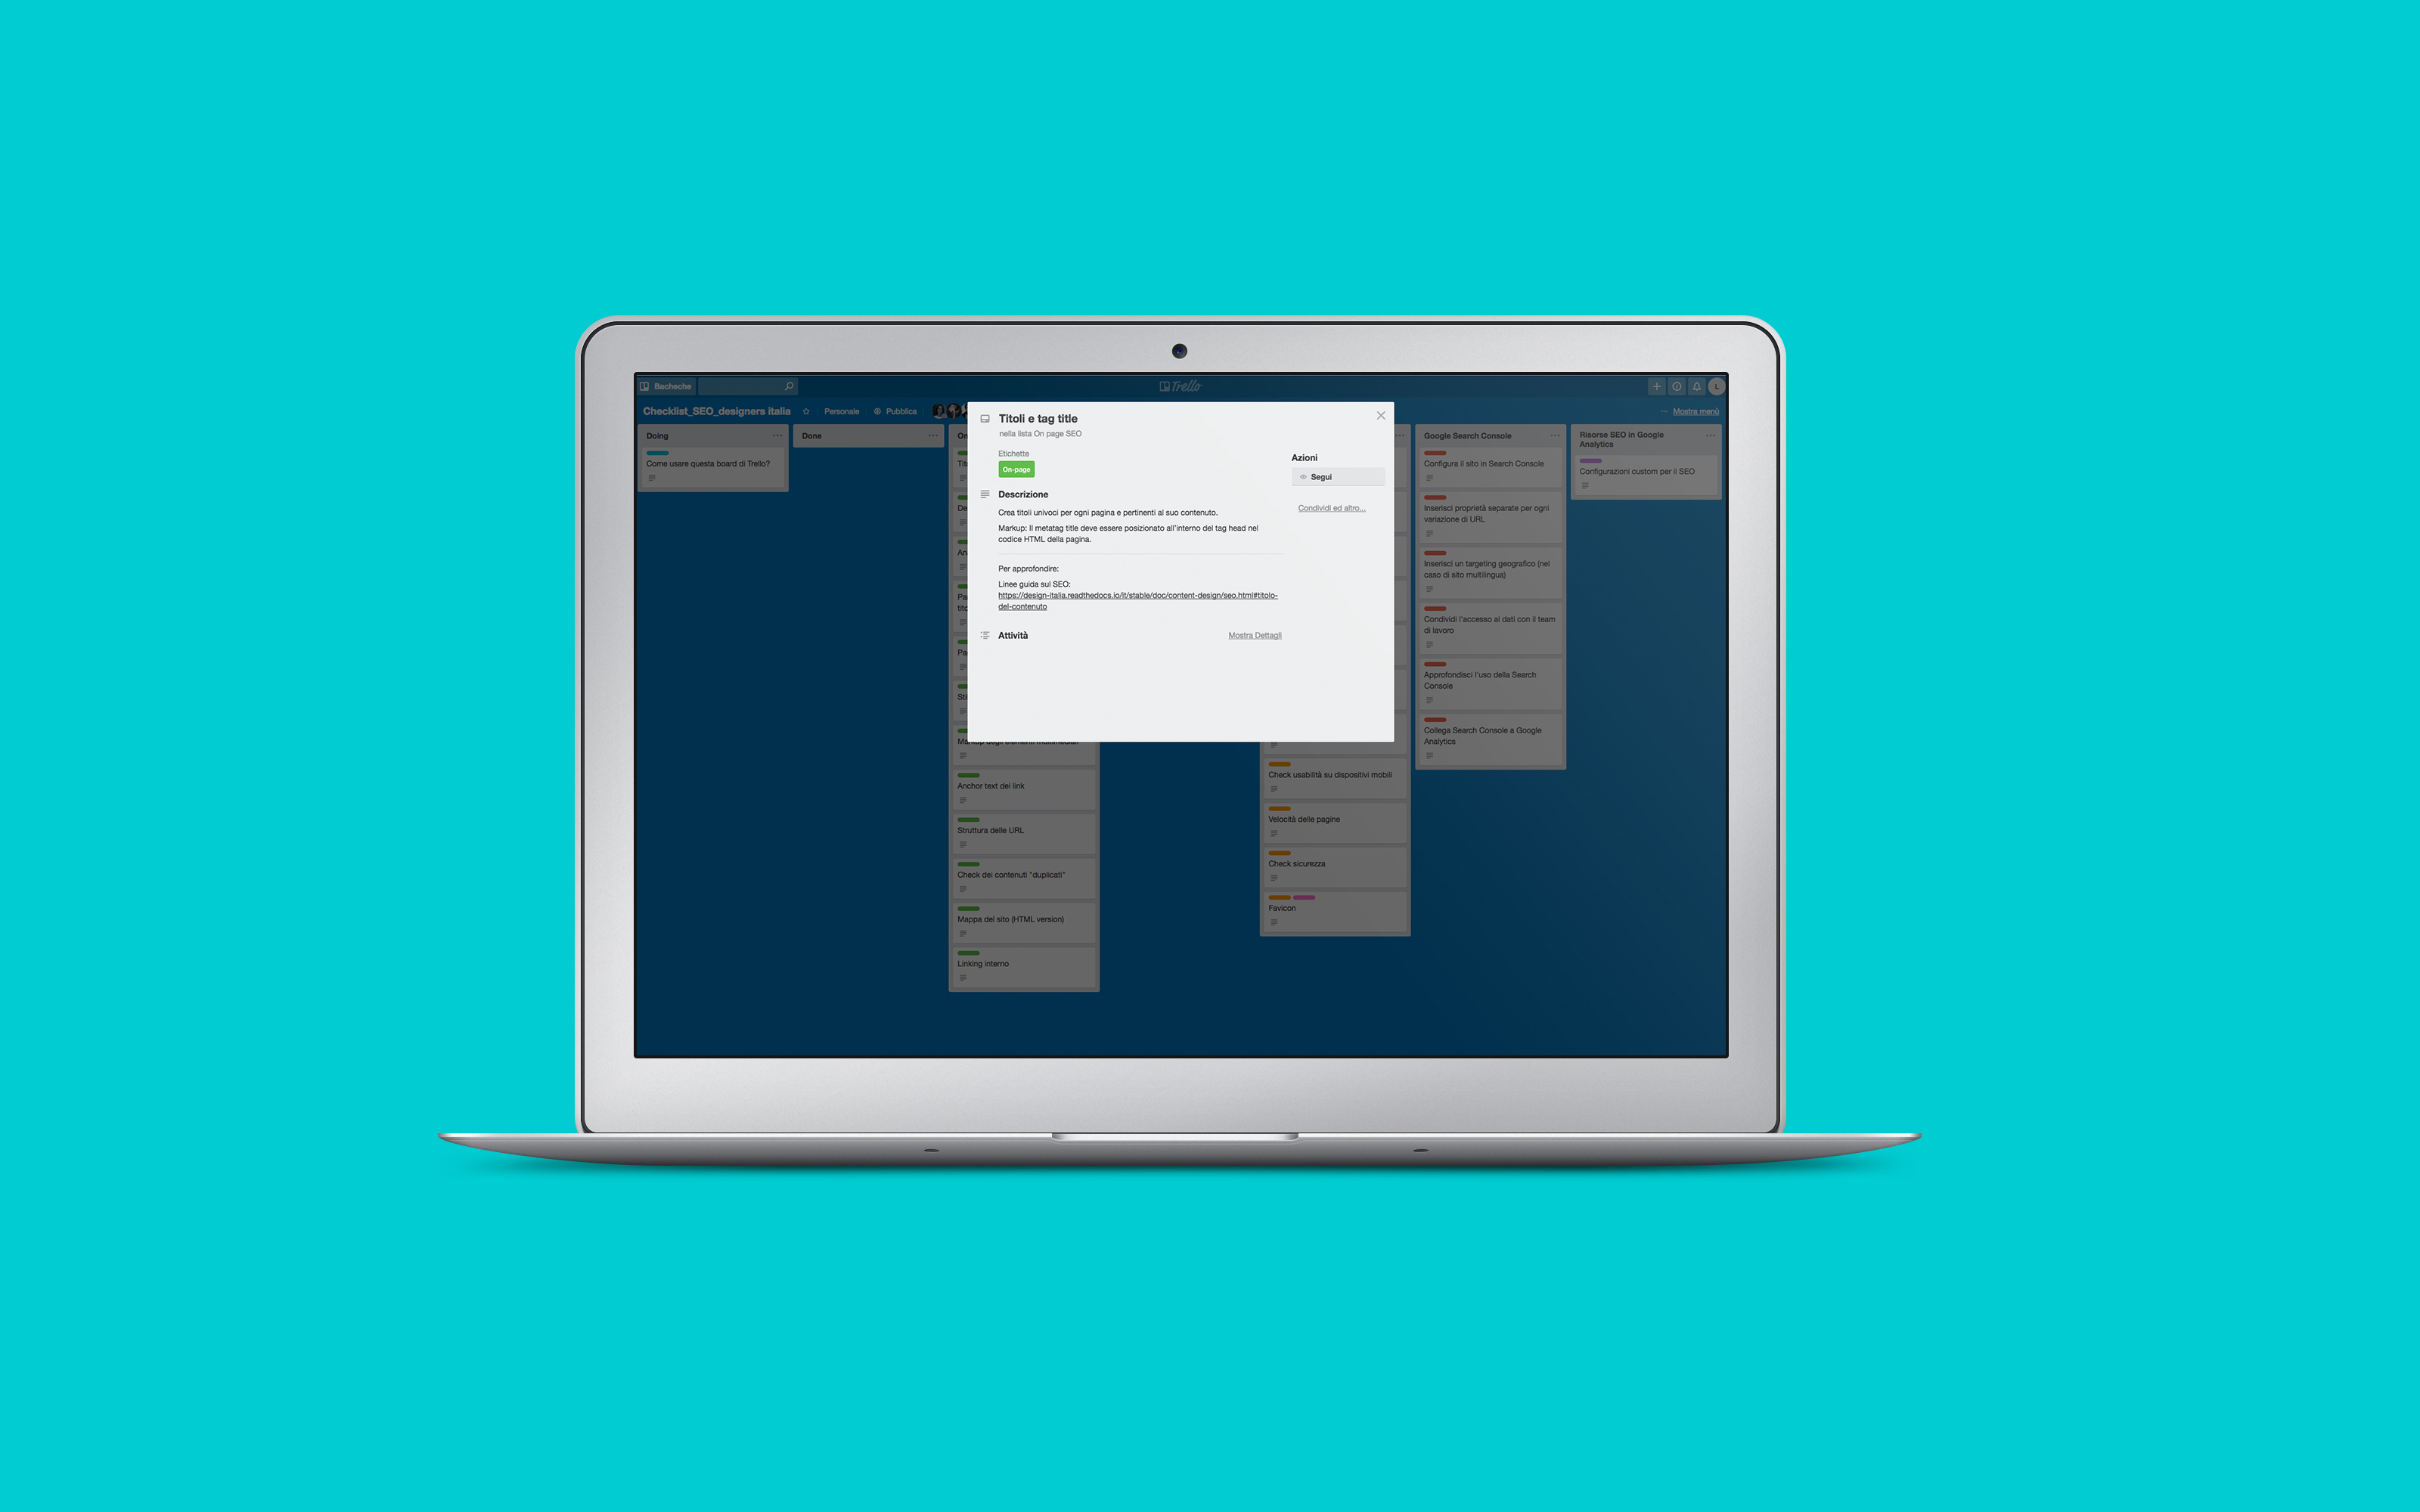 Bacheche
Trello
L
Checklist_SEO_designers italia
Personale
Pubblica
Mostra menù
Doing
Come usare questa board di Trello?
Done
Titoli e tag title
nella lista On page SEO
Etichette
On-page
Descrizione
Crea titoli univoci per ogni pagina e pertinenti al suo contenuto.
Markup: Il metatag title deve essere posizionato all'interno del tag head nel
codice HTML della pagina.
Per approfondire:
Linee guida sul SEO:
https://design-italia.readthedocs.io/it/stable/doc/content-design/seo.html#titolo-
del-contenuto
Attività
Mostra Dettagli
Azioni
Segui
Condividi ed altro...
Anchor text dei link
Struttura delle URL
Check dei contenuti "duplicati"
Mappa del sito (HTML version)
Linking interno
Check usabilità su dispositivi mobili
Velocità delle pagine
Check sicurezza
Favicon
Google Search Console
Configura il sito in Search Console
Inserisci proprietà separate per ogni
variazione di URL
Inserisci un targeting geografico (nel
caso di sito multilingua)
Condividi l'accesso ai dati con il team
di lavoro
Approfondisci l'uso della Search
Console
Collega Search Console a Google
Analytics
Risorse SEO in Google
Analytics
Configurazioni custom per il SEO